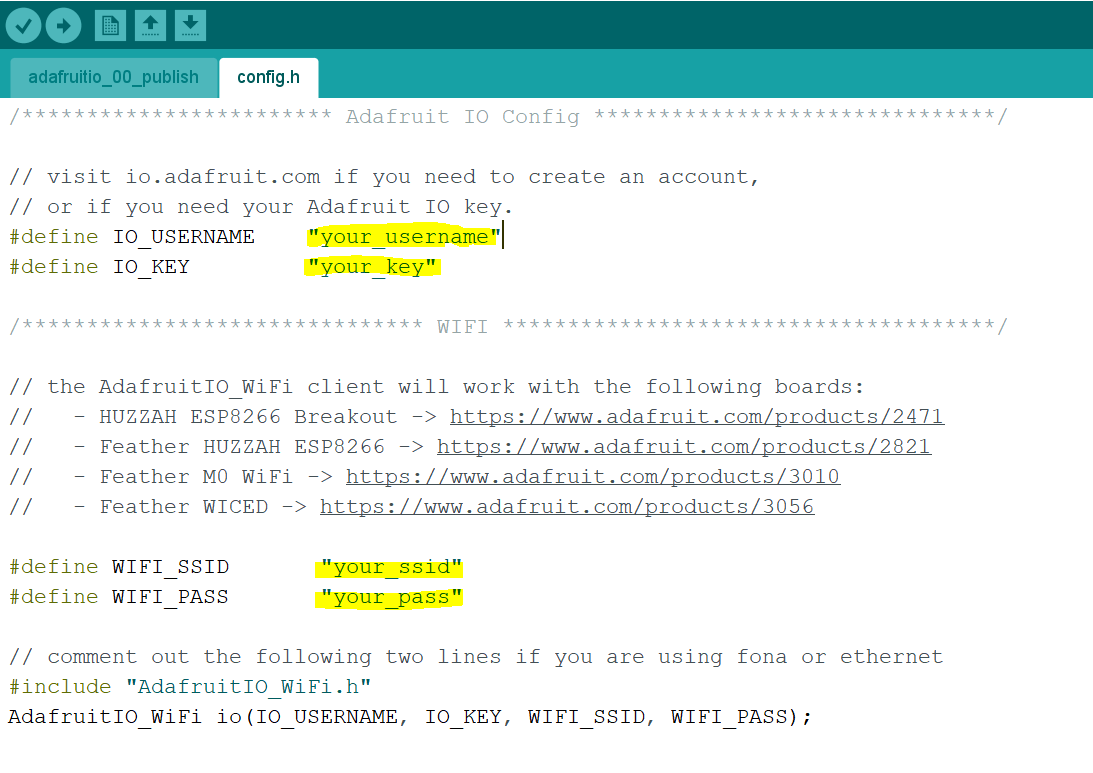 adafruitio_00_publish config.h
/************************ Adafruit IO Config *******************************/
// visit io.adafruit.com if you need to create an account,
// or if you need your Adafruit IO key.
#define IO_USERNAME "your_username"
#define IO_KEY "your_key"
/******************************* WIFI **************************************/
// the AdafruitIO_WiFi client will work with the following boards:
// - HUZZAH ESP8266 Breakout -> https://www.adafruit.com/products/2471
// - Feather HUZZAH ESP8266 -> https://www.adafruit.com/products/2821
// - Feather M0 WiFi -> https://www.adafruit.com/products/3010
// - Feather WICED -> https://www.adafruit.com/products/3056
#define WIFI_SSID "your_ssid"
#define WIFI_PASS "your_pass"
// comment out the following two lines if you are using fona or ethernet
#include "AdafruitIO_WiFi.h"
AdafruitIO_WiFi io(IO_USERNAME, IO_KEY, WIFI_SSID, WIFI_PASS);